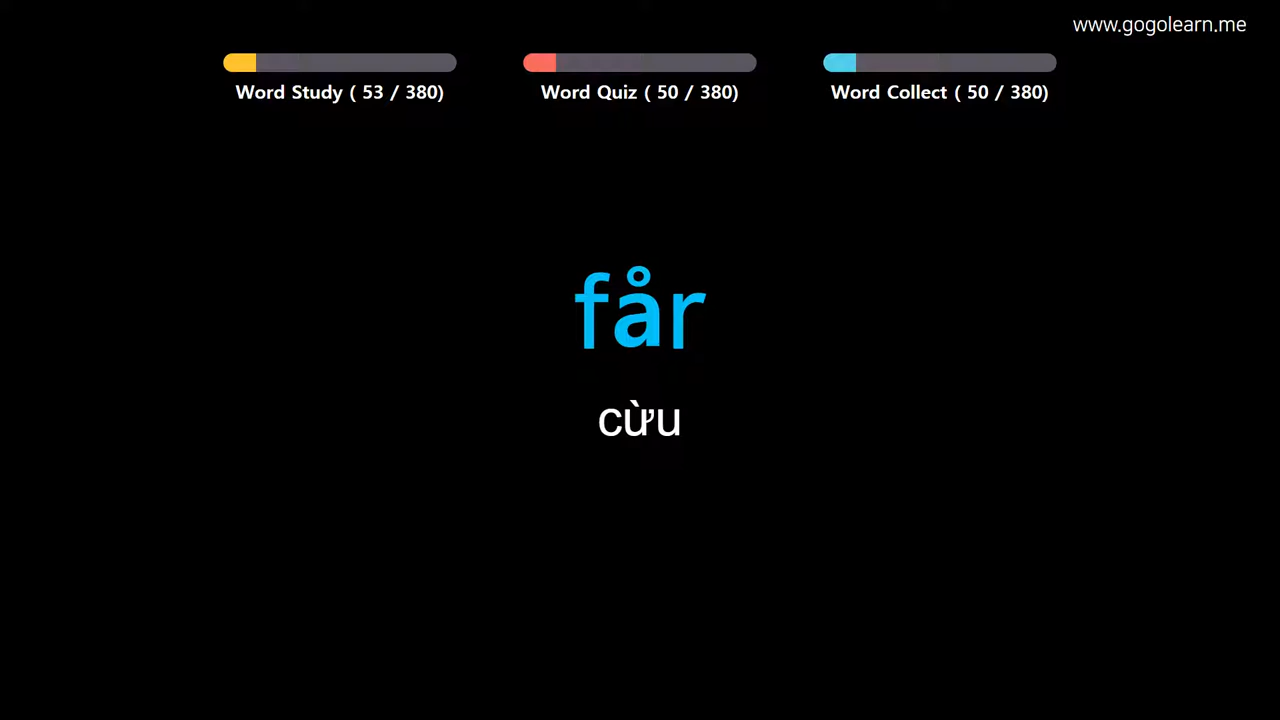 www.gogolearn.me
Word Study ( 53 / 380)
Word Quiz ( 50 / 380)
Word Collect ( 50 / 380)
får
cừu